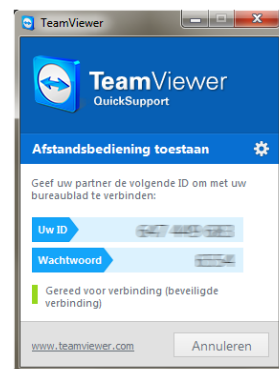 TeamViewer
TeamViewer
QuickSupport
Afstandsbediening toestaan
Geef uw partner de volgende ID om met uw
bureaublad te verbinden:
Uw ID
Wachtwoord
Gereed voor verbinding (beveiligde
verbinding)
www.teamviewer.com
Annuleren